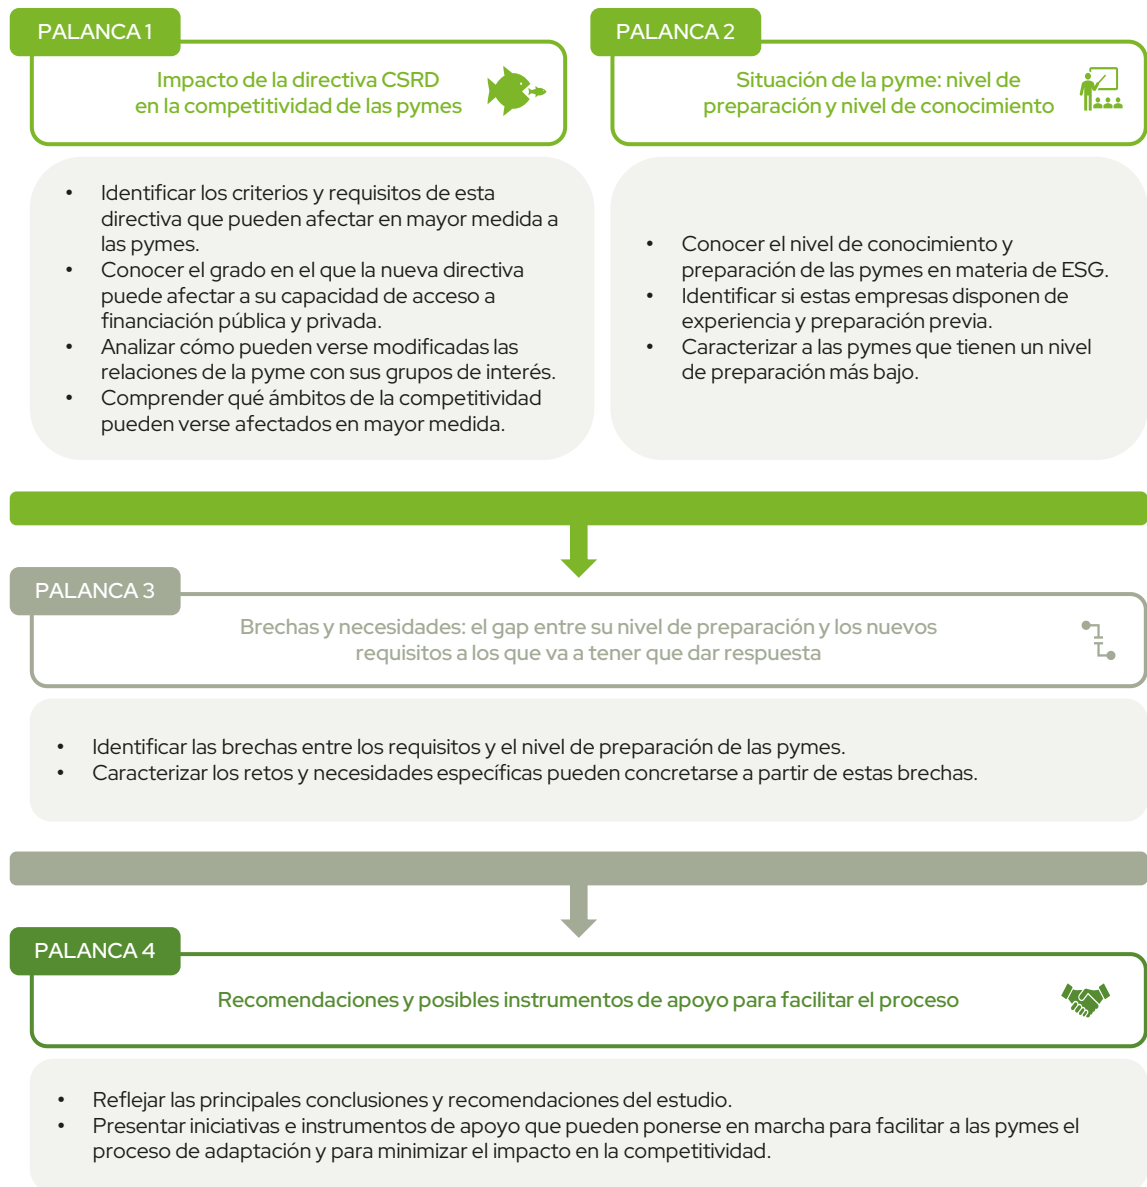 PALANCA 1
Impacto de la directiva CSRD
en la competitividad de las pymes
• Identificar los criterios y requisitos de esta
directiva que pueden afectar en mayor medida a
las pymes.
• Conocer el grado en el que la nueva directiva
puede afectar a su capacidad de acceso a
financiación pública y privada.
• Analizar cómo pueden verse modificadas las
relaciones de la pyme con sus grupos de interés.
• Comprender qué ámbitos de la competitividad
pueden verse afectados en mayor medida.
PALANCA 2
Situación de la pyme: nivel de
preparación y nivel de conocimiento
• Conocer el nivel de conocimiento y
preparación de las pymes en materia de ESG.
• Identificar si estas empresas disponen de
experiencia y preparación previa.
• Caracterizar a las pymes que tienen un nivel
de preparación más bajo.
PALANCA 3
Brechas y necesidades: el gap entre su nivel de preparación y los nuevos
requisitos a los que va a tener que dar respuesta
• Identificar las brechas entre los requisitos y el nivel de preparación de las pymes.
• Caracterizar los retos y necesidades específicas pueden concretarse a partir de estas brechas.
PALANCA 4
Recomendaciones y posibles instrumentos de apoyo para facilitar el proceso
• Reflejar las principales conclusiones y recomendaciones del estudio.
• Presentar iniciativas e instrumentos de apoyo que pueden ponerse en marcha para facilitar a las pymes el
proceso de adaptación y para minimizar el impacto en la competitividad.